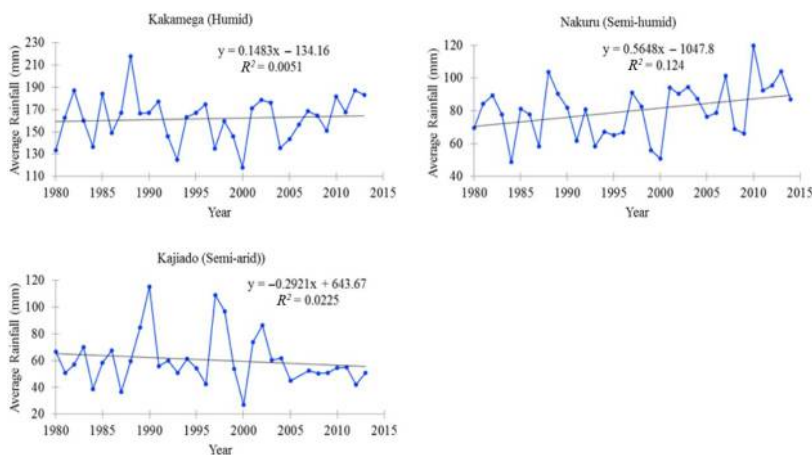 Kakamega (Humid)
y = 0.1483x – 134.16
R² = 0.0051
Average Rainfall (mm)
230
210
190
170
150
130
110
1980 1985 1990 1995 2000 2005 2010 2015
Year
Nakuru (Semi-humid)
y = 0.5648x – 1047.8
R² = 0.124
Average Rainfall (mm)
120
100
80
60
40
1980 1985 1990 1995 2000 2005 2010 2015
Year
Kajiado (Semi-arid))
y = –0.2921x + 643.67
R² = 0.0225
Average Rainfall (mm)
120
100
80
60
40
20
1980 1985 1990 1995 2000 2005 2010 2015
Year